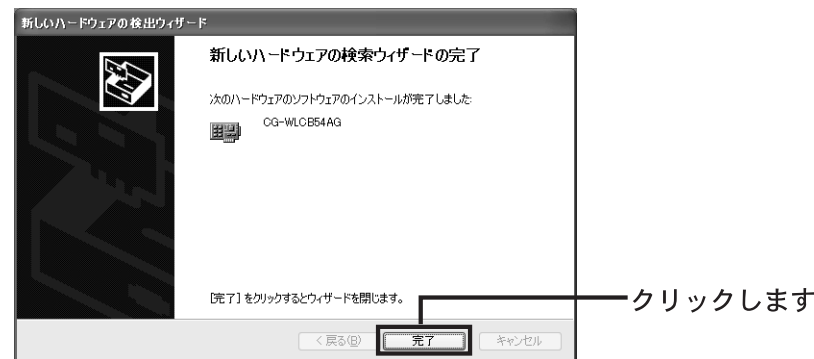 新しいハードウェアの検出ウィザード
新しいハードウェアの検索ウィザードの完了
次のハードウェアのソフトウェアのインストールが完了しました:
CG-WLCB54AG
[完了] をクリックするとウィザードを閉じます。
クリックします
< 戻る(B)
完了
キャンセル